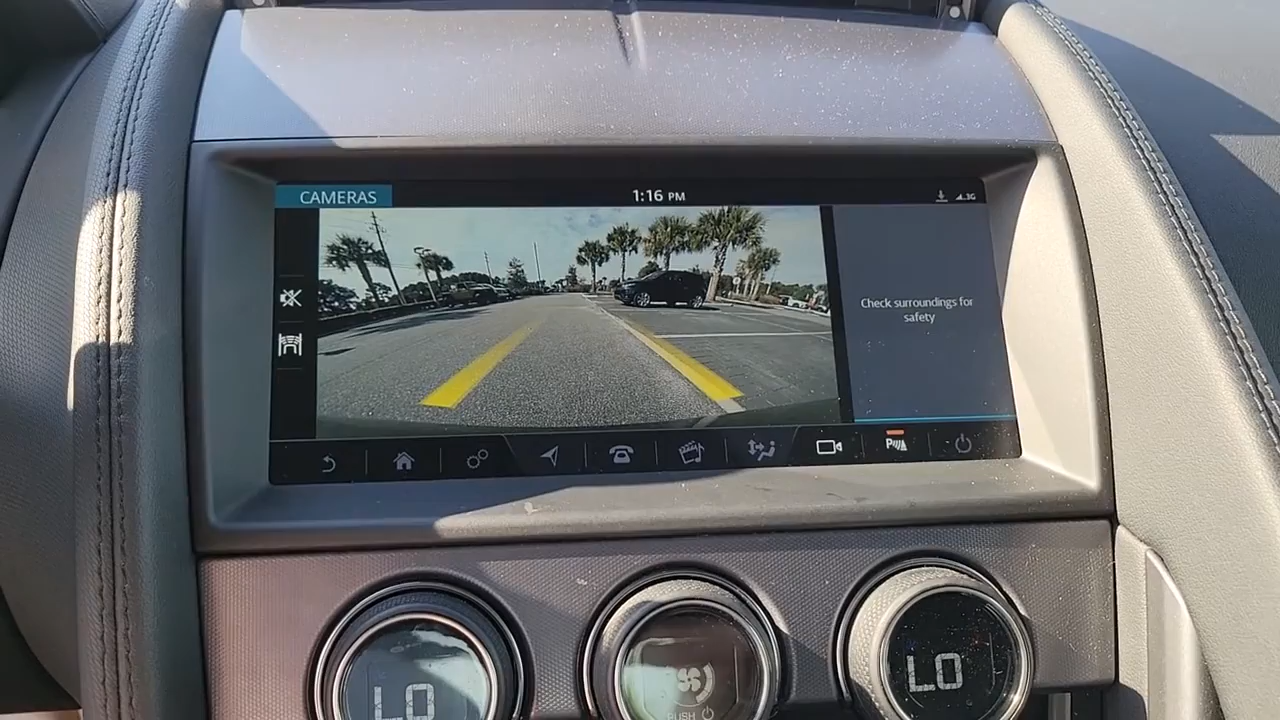 CAMERAS
1:16 PM
3G
Check surroundings for
safety
P
LO
PUSH
LO